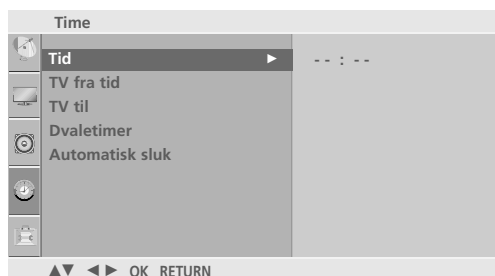 Time
Tid ► - - : - -
TV fra tid
TV til
Dvaletimer
Automatisk sluk
▲▼ ◄ ► OK RETURN